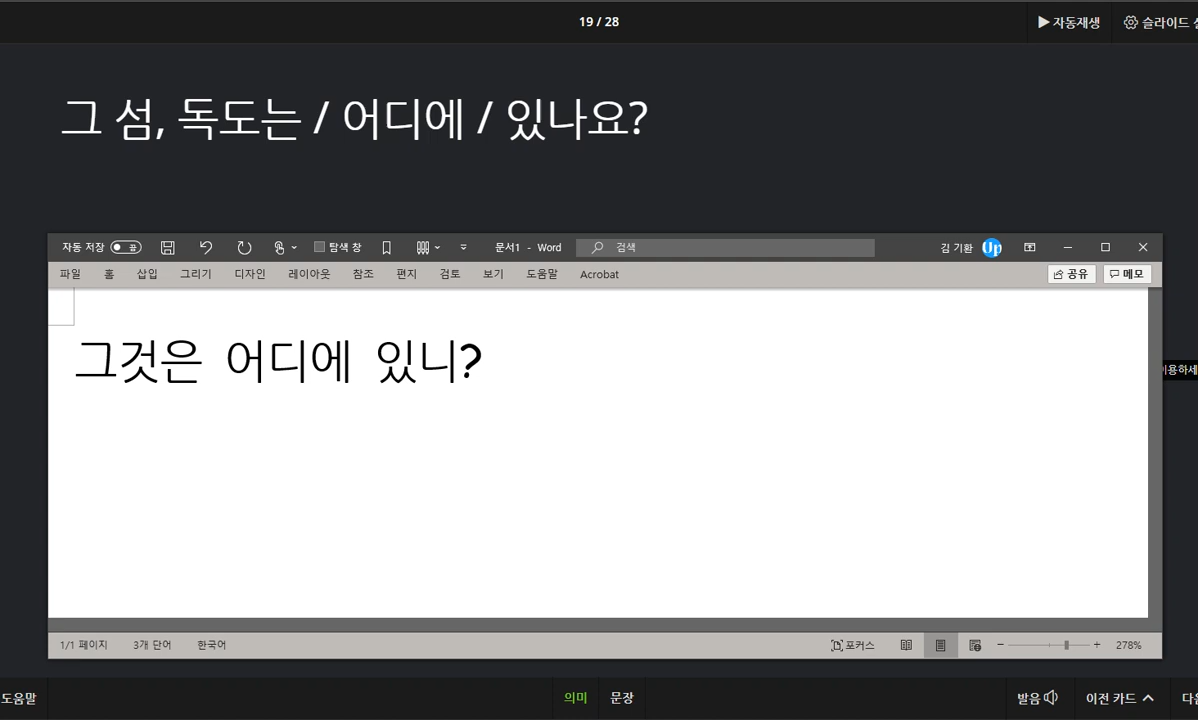 19 / 28
자동재생
슬라이드
그 섬, 독도는 / 어디에 / 있나요?
자동 저장
탐색 창
문서1 - Word
검색
김 기환
Up
파일 홈 삽입 그리기 디자인 레이아웃 참조 편지 검토 보기 도움말 Acrobat
공유
메모
그것은 어디에 있니?
이용하세
1/1 페이지 3개 단어 한국어
포커스
278%
도움말
의미
문장
발음
이전 카드